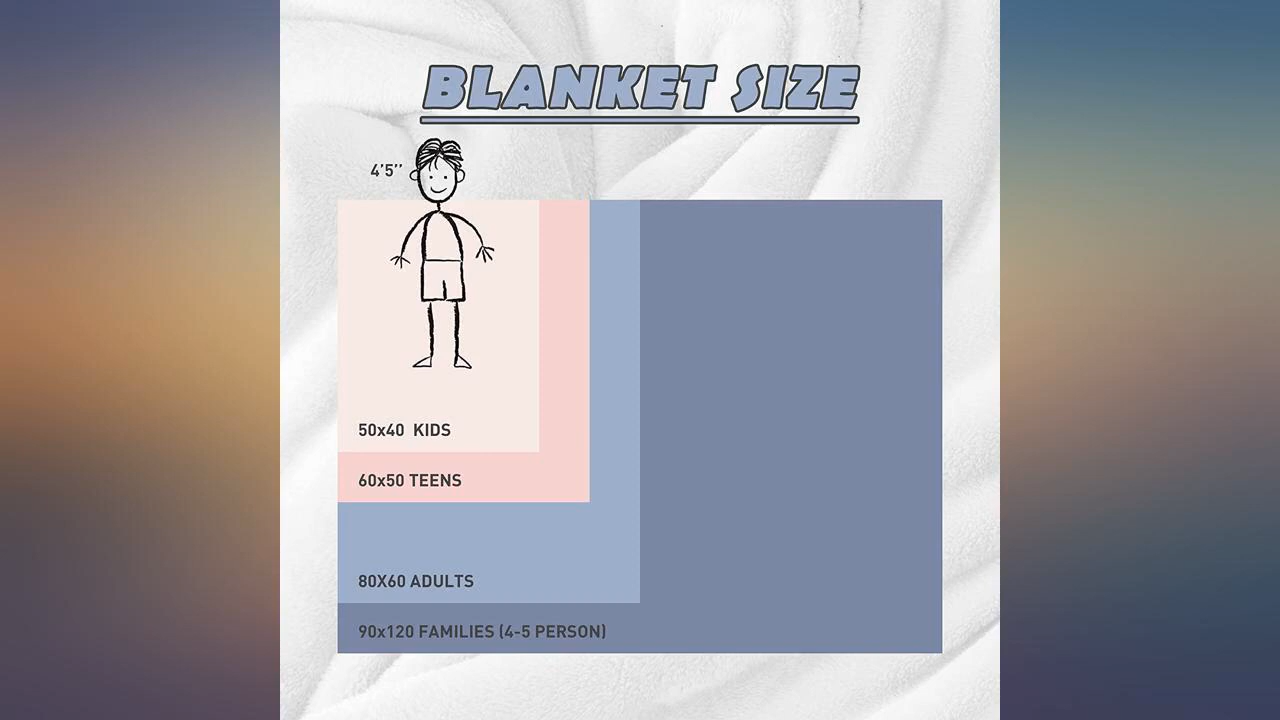 BLANKET SIZE
4'5''
50x40 KIDS
60x50 TEENS
80X60 ADULTS
90x120 FAMILIES (4-5 PERSON)